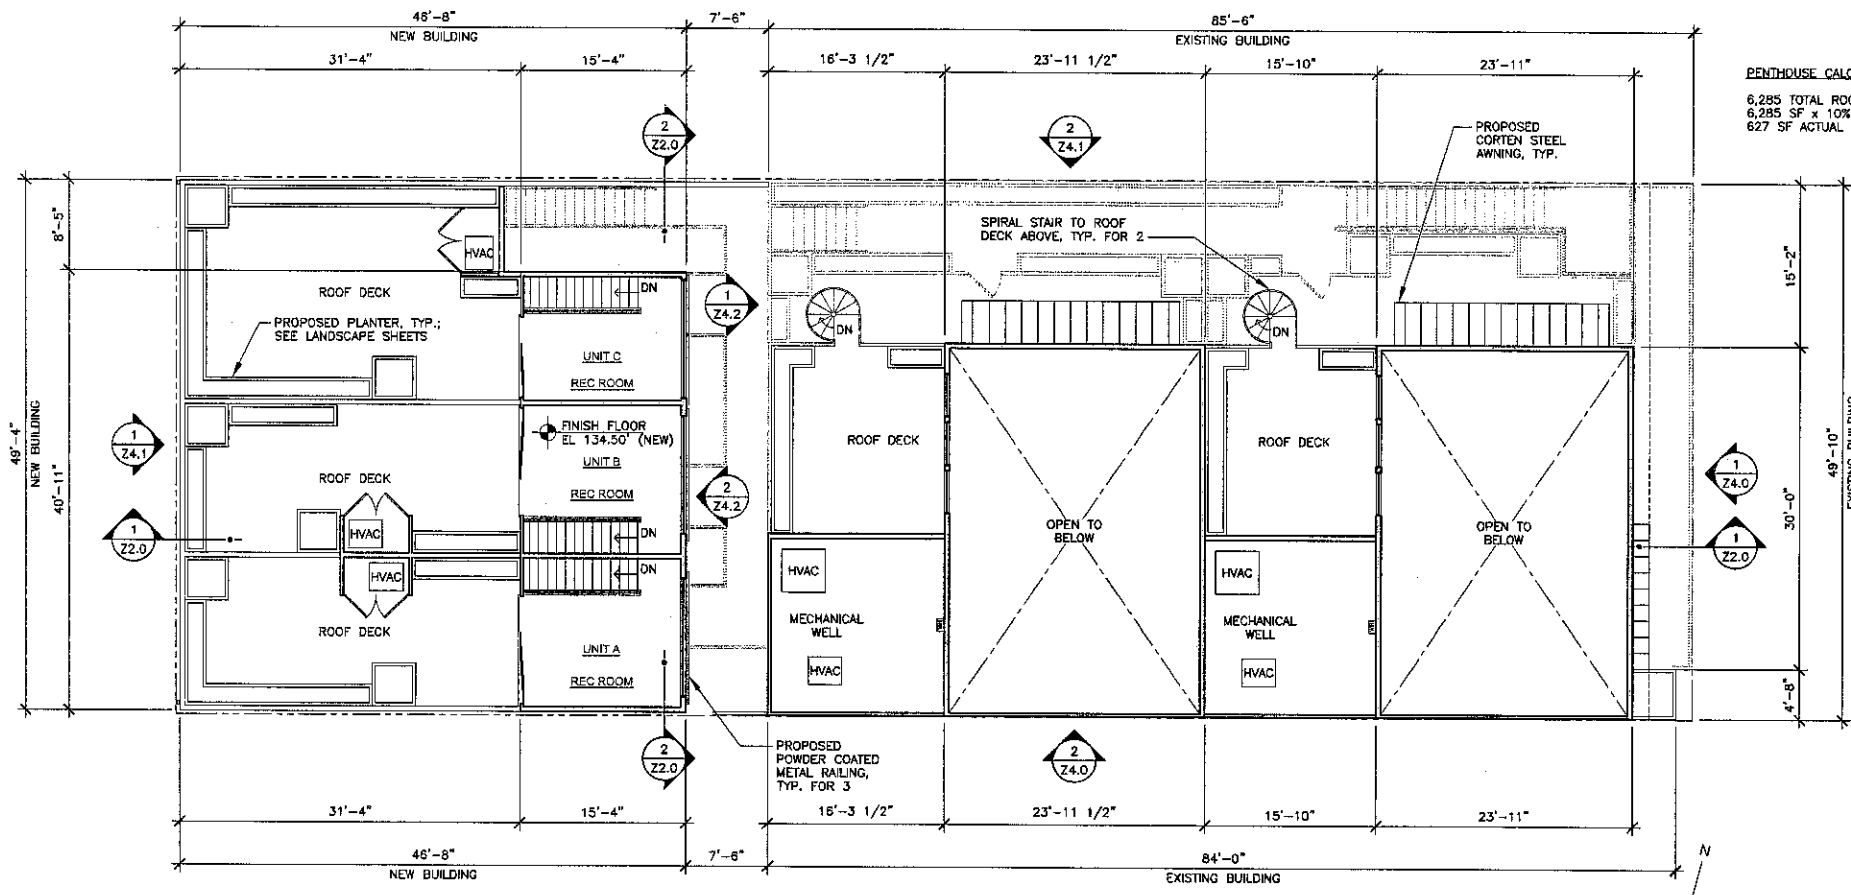 46'-8"
NEW BUILDING
7'-6"
85'-6"
EXISTING BUILDING
31'-4"
15'-4"
16'-3 1/2"
23'-11 1/2"
15'-10"
23'-11"
PENTHOUSE CALC
6,285 TOTAL ROO
6,285 SF x 10%
627 SF ACTUAL
2
Z2.0
2
Z4.1
PROPOSED
CORTEN STEEL
AWNING, TYP.
SPIRAL STAIR TO ROOF
DECK ABOVE, TYP. FOR 2
8'-5"
HVAC
15'-2"
ROOF DECK
DN
1
Z4.2
DN
DN
PROPOSED PLANTER, TYP.;
SEE LANDSCAPE SHEETS
UNIT C
REC ROOM
49'-4"
NEW BUILDING
40'-11"
1
Z4.1
FINISH FLOOR
EL 134.50' (NEW)
UNIT B
REC ROOM
ROOF DECK
2
Z4.2
ROOF DECK
ROOF DECK
1
Z4.0
49'-10"
EXISTING BUILDING
30'-0"
OPEN TO
BELOW
OPEN TO
BELOW
1
Z2.0
1
Z2.0
HVAC
DN
HVAC
DN
HVAC
HVAC
ROOF DECK
MECHANICAL
WELL
MECHANICAL
WELL
UNIT A
REC ROOM
HVAC
HVAC
4'-8"
2
Z2.0
PROPOSED
POWDER COATED
METAL RAILING,
TYP. FOR 3
2
Z4.0
31'-4"
15'-4"
16'-3 1/2"
23'-11 1/2"
15'-10"
23'-11"
46'-8"
NEW BUILDING
7'-6"
84'-0"
EXISTING BUILDING
N